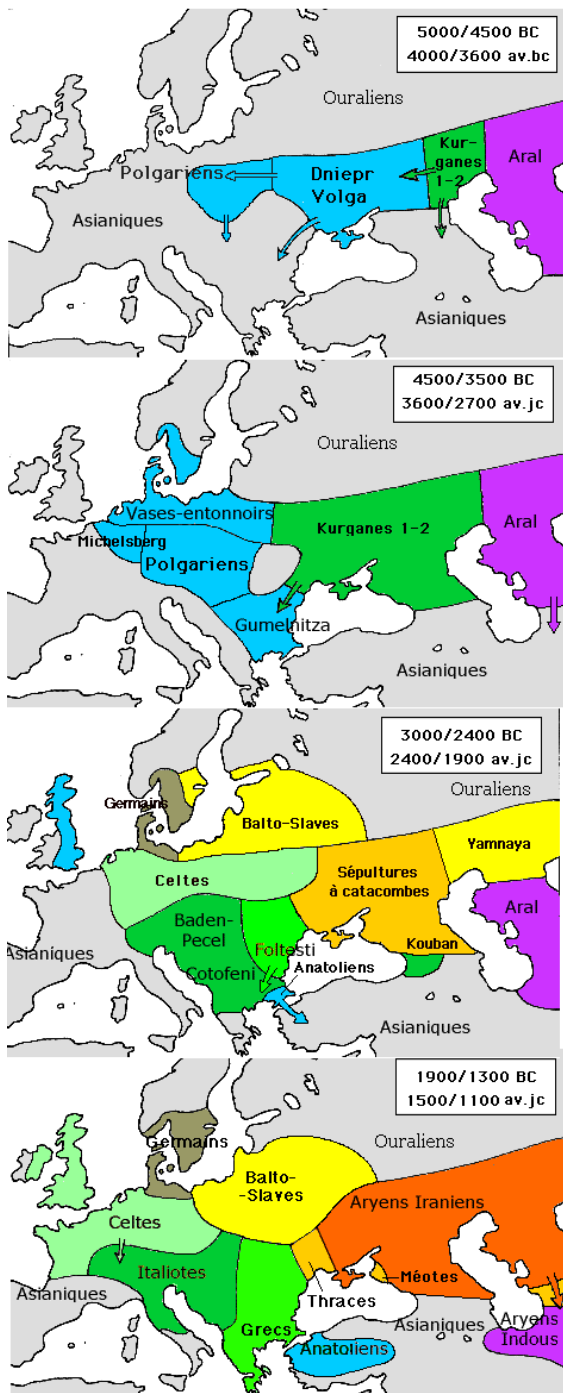 5000/4500 BC
4000/3600 av.bc
Ouraliens
Kur-
ganes
1-2
Aral
Polgariens
Dniepr
Volga
Asianiques
Asianiques
4500/3500 BC
3600/2700 av.jc
Ouraliens
Vases-entonnoirs
Kurganes 1-2
Aral
Michelsberg
Polgariens
Gumelnitza
Asianiques
3000/2400 BC
2400/1900 av.jc
Ouraliens
Germains
Balto-Slaves
Yamnaya
Celtes
Sépultures
à catacombes
Aral
Baden-
Pecel
Foltesti
Kouban
Asianiques
Cotofeni
Anatoliens
Asianiques
1900/1300 BC
1500/1100 av.jc
Germains
Ouraliens
Balto-
-Slaves
Aryens Iraniens
Celtes
Italiotes
Méotes
Thraces
Asianiques
Asianiques
Aryens
Indous
Grecs
Anatoliens